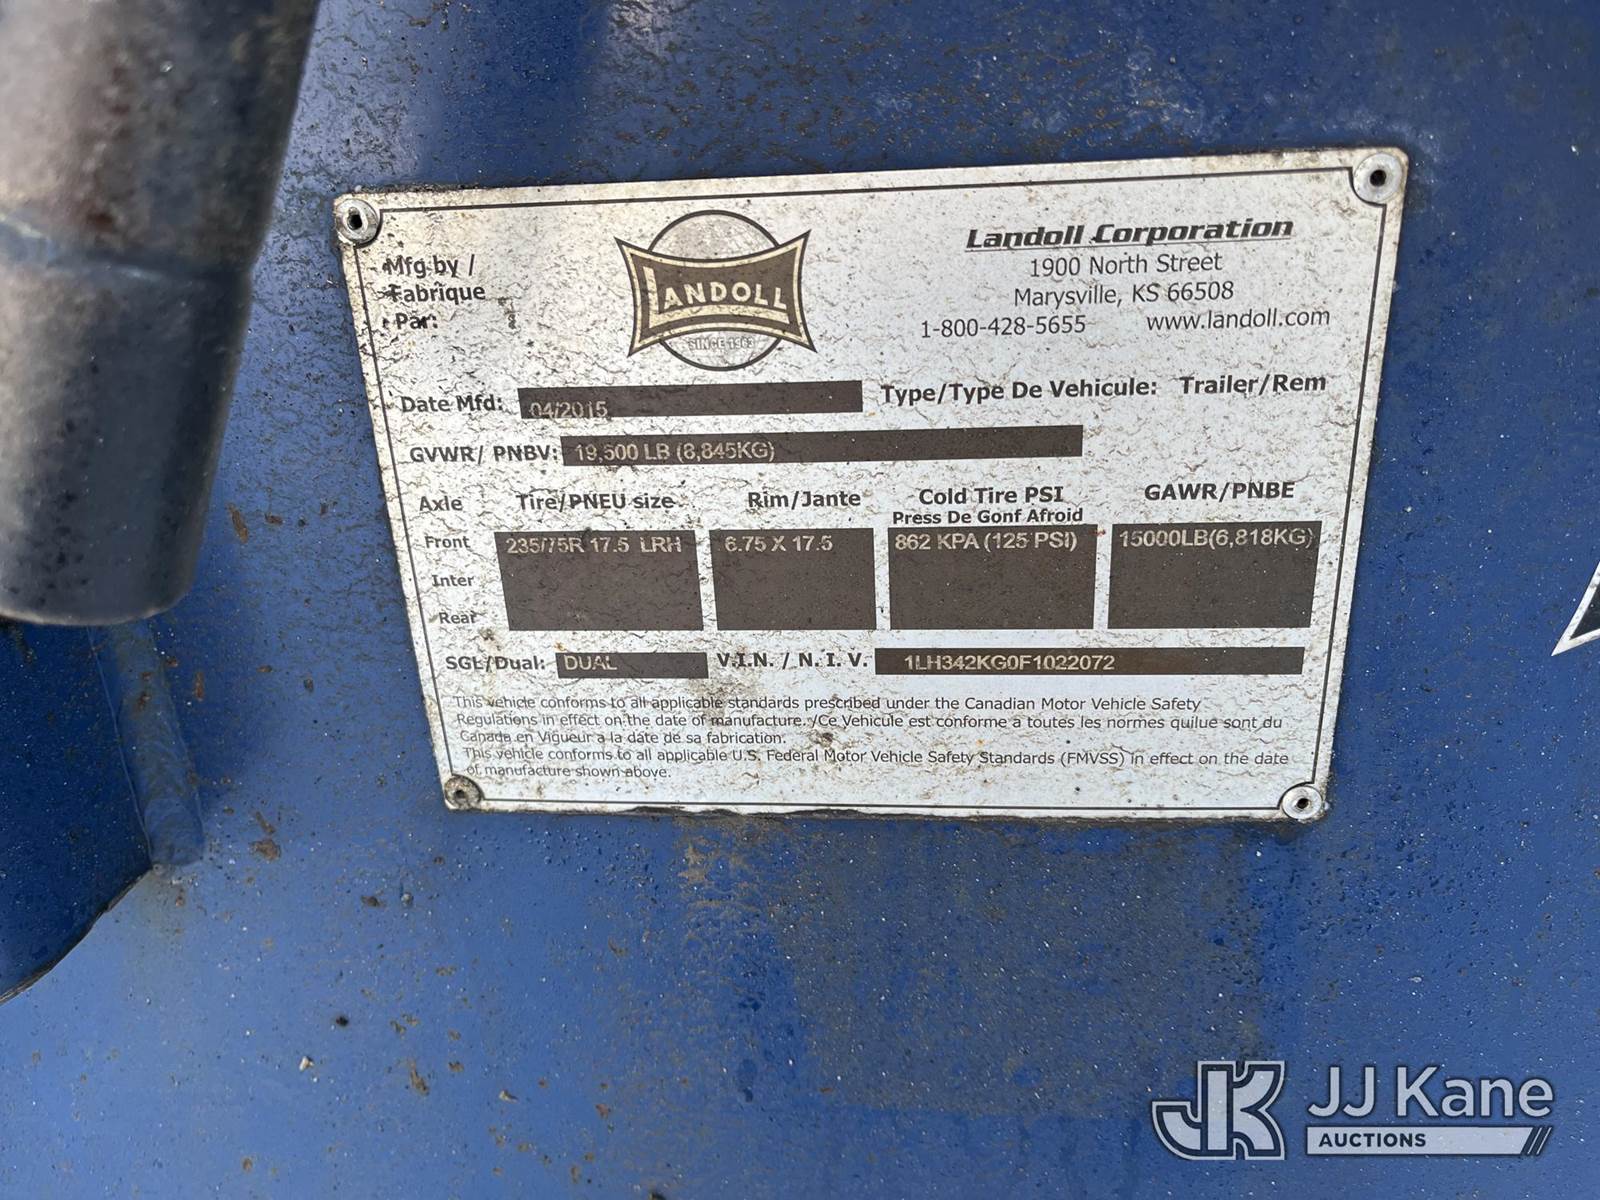 Mfg by /
Fabrique
Par:
LANDOLL
SINCE 1963
Landoll Corporation
1900 North Street
Marysville, KS 66508
1-800-428-5655 www.landoll.com
Date Mfd: 04/2015 Type/Type De Vehicule: Trailer/Rem
GVWR/ PNBV: 19,500 LB (8,845KG)
Axle Tire/PNEU size Rim/Jante Cold Tire PSI GAWR/PNBE
Press De Gonf Afroid
Front 235/75R 17.5 LRH 6.75 X 17.5 862 KPA (125 PSI) 15000LB(6,818KG)
Inter
Rear
SGL/Dual: DUAL V.I.N. / N. I. V. 1LH342KG0F1022072
This vehicle conforms to all applicable standards prescribed under the Canadian Motor Vehicle Safety
Regulations in effect on the date of manufacture. /Ce Vehicule est conforme a toutes les normes quilue sont du
Canada en Vigueur a la date de sa fabrication.
This vehicle conforms to all applicable U.S. Federal Motor Vehicle Safety Standards (FMVSS) in effect on the date
of manufacture shown above.
JK JJ Kane
AUCTIONS